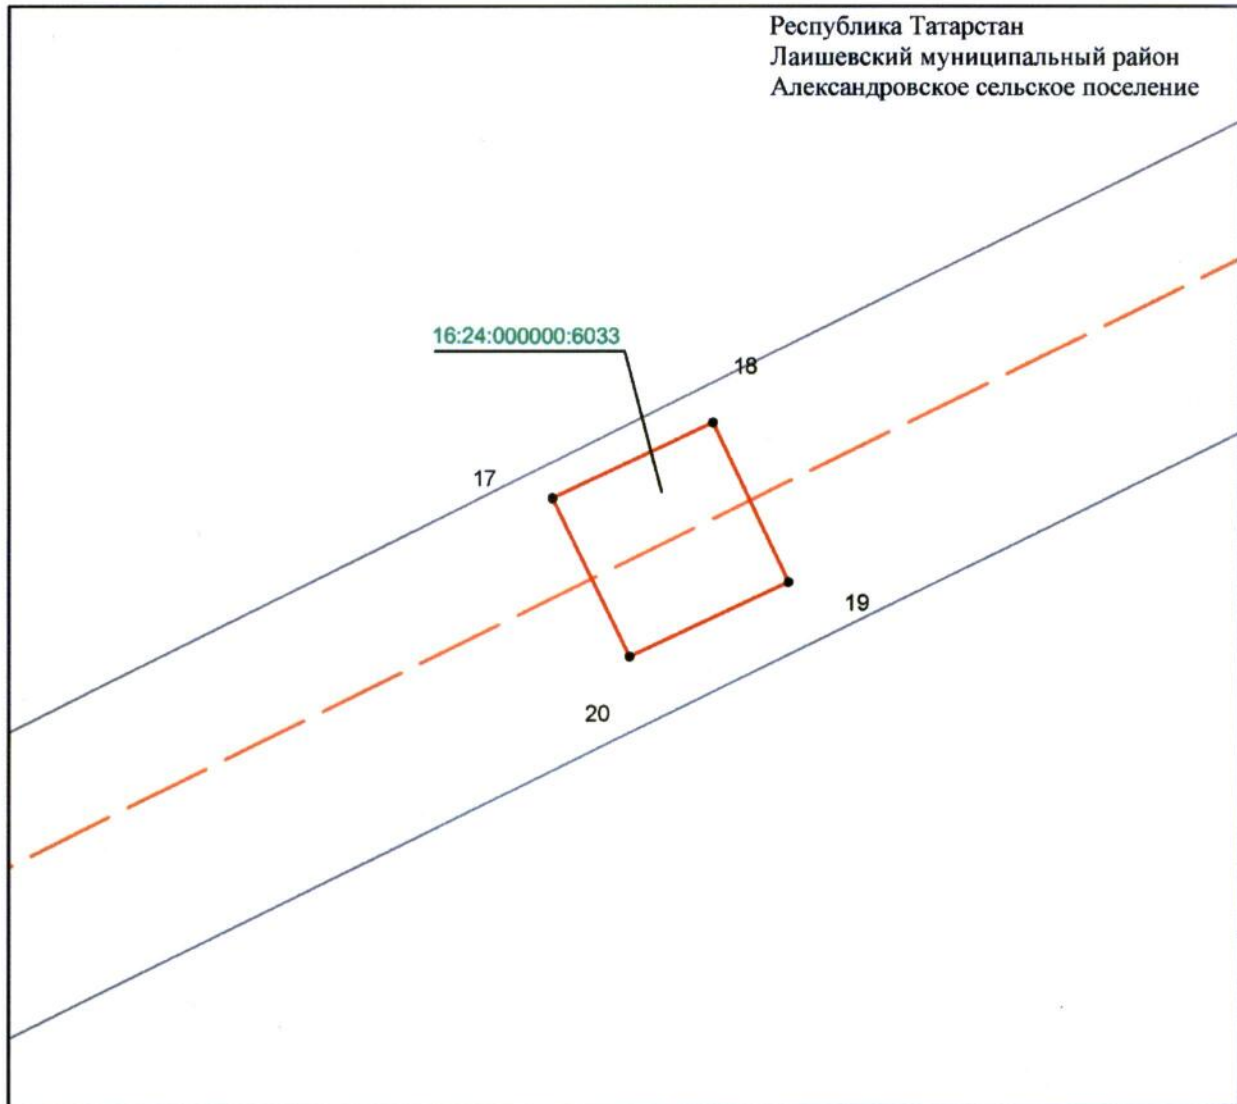 Республика Татарстан
Лаишевский муниципальный район
Александровское сельское поселение
16:24:000000:6033
18
17
19
20